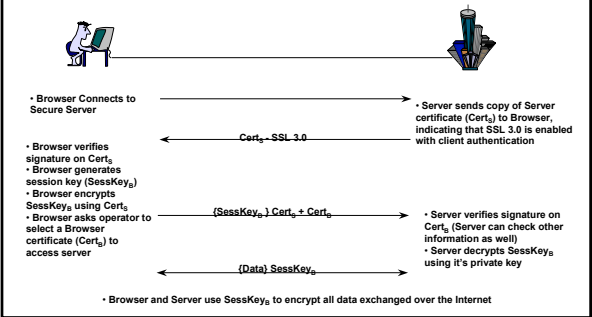 • Browser Connects to
Secure Server
• Server sends copy of Server
certificate (CertS) to Browser,
indicating that SSL 3.0 is enabled
with client authentication
CertS - SSL 3.0
• Browser verifies
signature on CertS
• Browser generates
session key (SessKeyB)
• Browser encrypts
SessKeyB using CertS
• Browser asks operator to
select a Browser
certificate (CertB) to
access server
{SessKeyB } CertS + CertB
• Server verifies signature on
CertB (Server can check other
information as well)
• Server decrypts SessKeyB
using it's private key
{Data} SessKeyB
• Browser and Server use SessKeyB to encrypt all data exchanged over the Internet